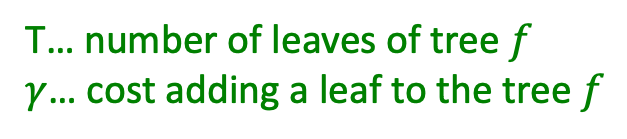 T... number of leaves of tree f
γ... cost adding a leaf to the tree f